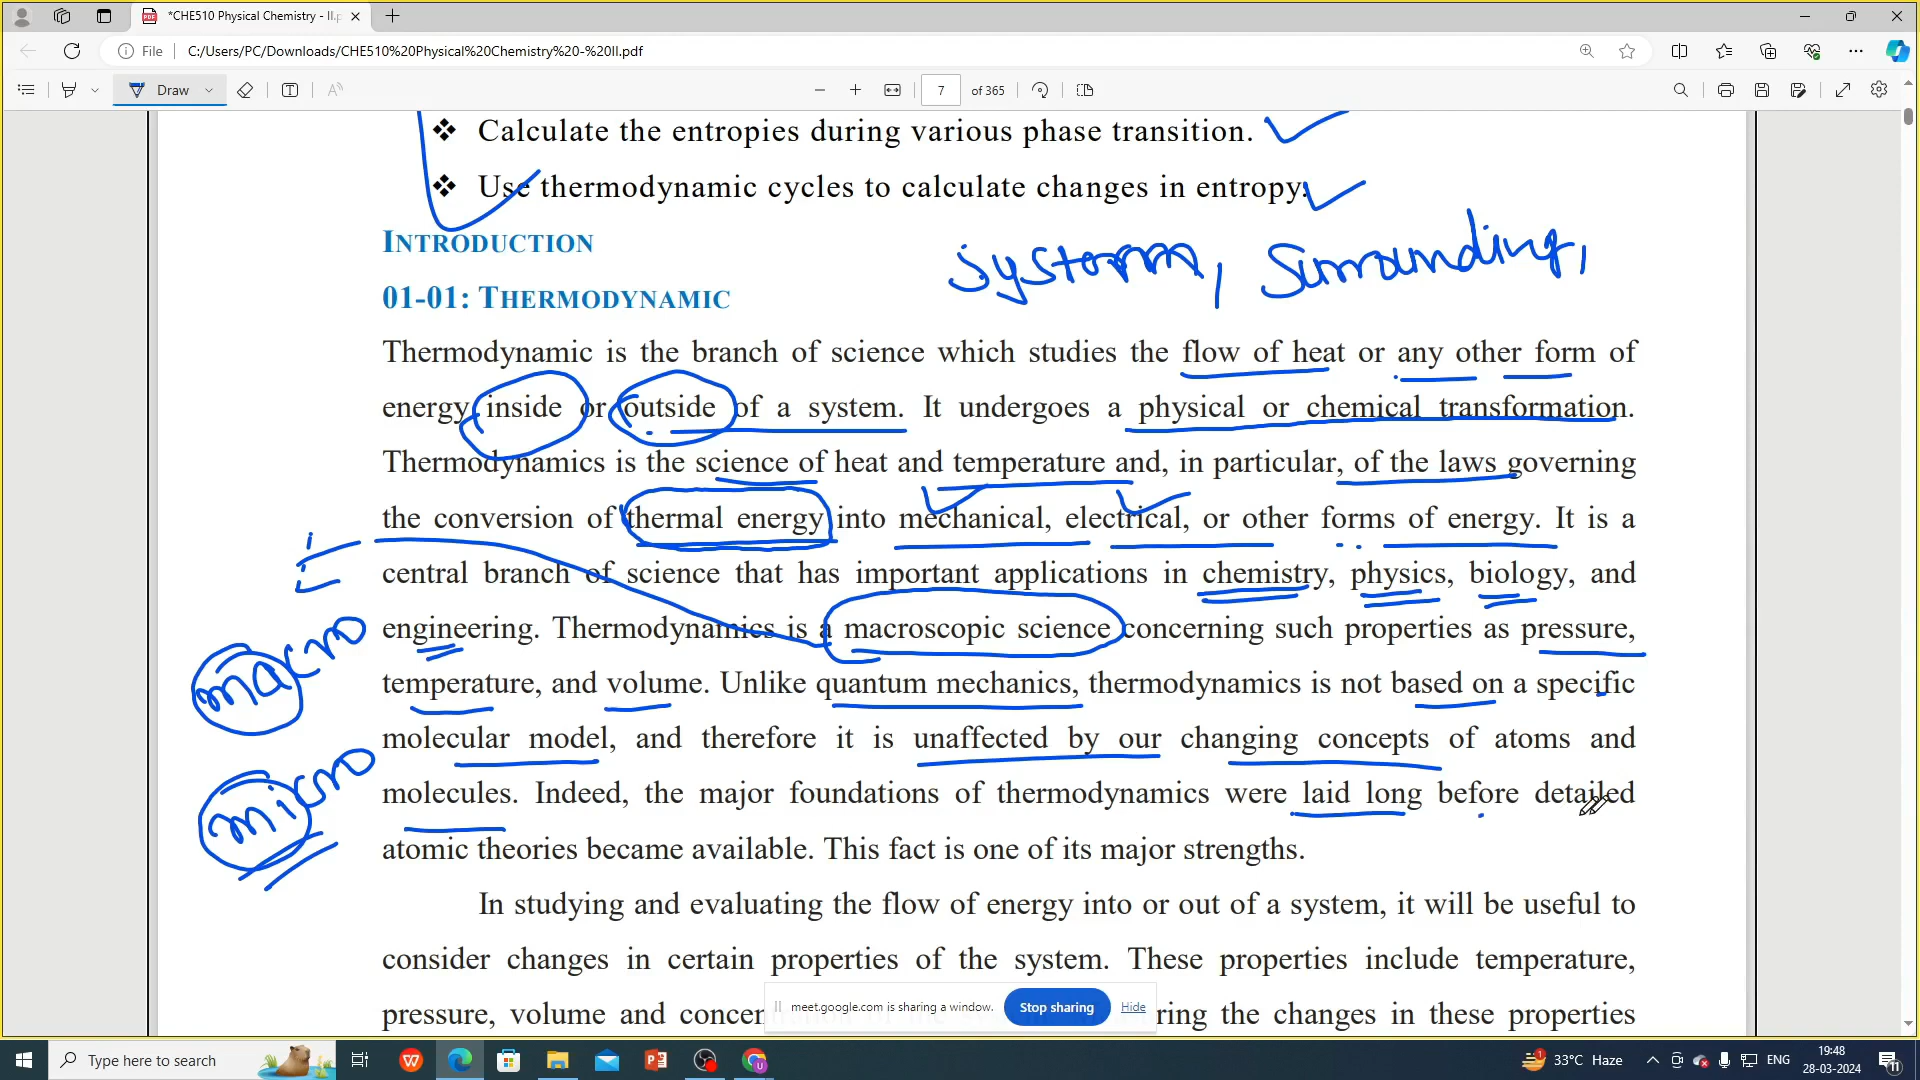 *CHE510 Physical Chemistry - II.p
File C:/Users/PC/Downloads/CHE510%20Physical%20Chemistry%20-%20II.pdf
Draw 7 of 365
❖ Calculate the entropies during various phase transition.
❖ Use thermodynamic cycles to calculate changes in entropy.
INTRODUCTION
Systemm, Surrounding,
01-01: THERMODYNAMIC
Thermodynamic is the branch of science which studies the flow of heat or any other form of
energy inside or outside of a system. It undergoes a physical or chemical transformation.
Thermodynamics is the science of heat and temperature and, in particular, of the laws governing
the conversion of thermal energy into mechanical, electrical, or other forms of energy. It is a
central branch of science that has important applications in chemistry, physics, biology, and
engineering. Thermodynamics is a macroscopic science concerning such properties as pressure,
macro
temperature, and volume. Unlike quantum mechanics, thermodynamics is not based on a specific
molecular model, and therefore it is unaffected by our changing concepts of atoms and
micro
molecules. Indeed, the major foundations of thermodynamics were laid long before detailed
atomic theories became available. This fact is one of its major strengths.
In studying and evaluating the flow of energy into or out of a system, it will be useful to
consider changes in certain properties of the system. These properties include temperature,
pressure, volume and concen ring the changes in these properties
meet.google.com is sharing a window. Stop sharing Hide
Type here to search 33°C Haze ENG 19:48
28-03-2024
11